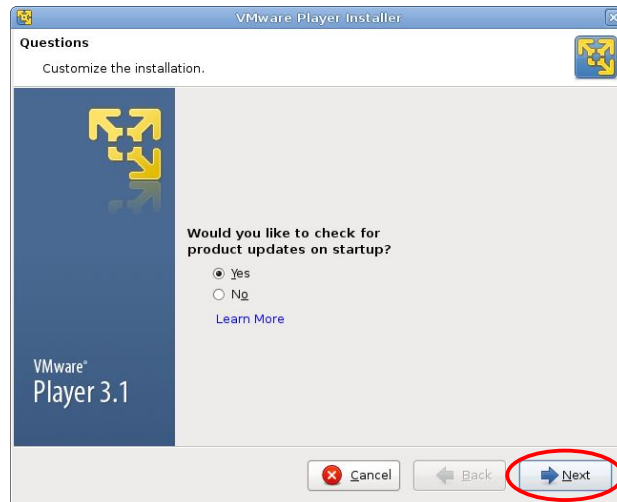 VMware Player Installer
Questions
Customize the installation.
Would you like to check for
product updates on startup?
Yes
No
Learn More
VMware®
Player 3.1
Cancel
Back
Next